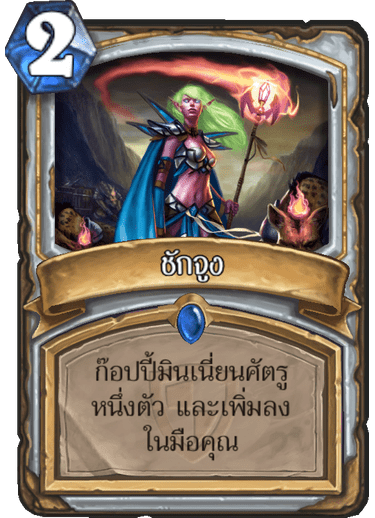 2
ชักจูง
ก๊อปปี้มินเนี่ยนศัตรู
หนึ่งตัว และเพิ่มลง
ในมือคุณ